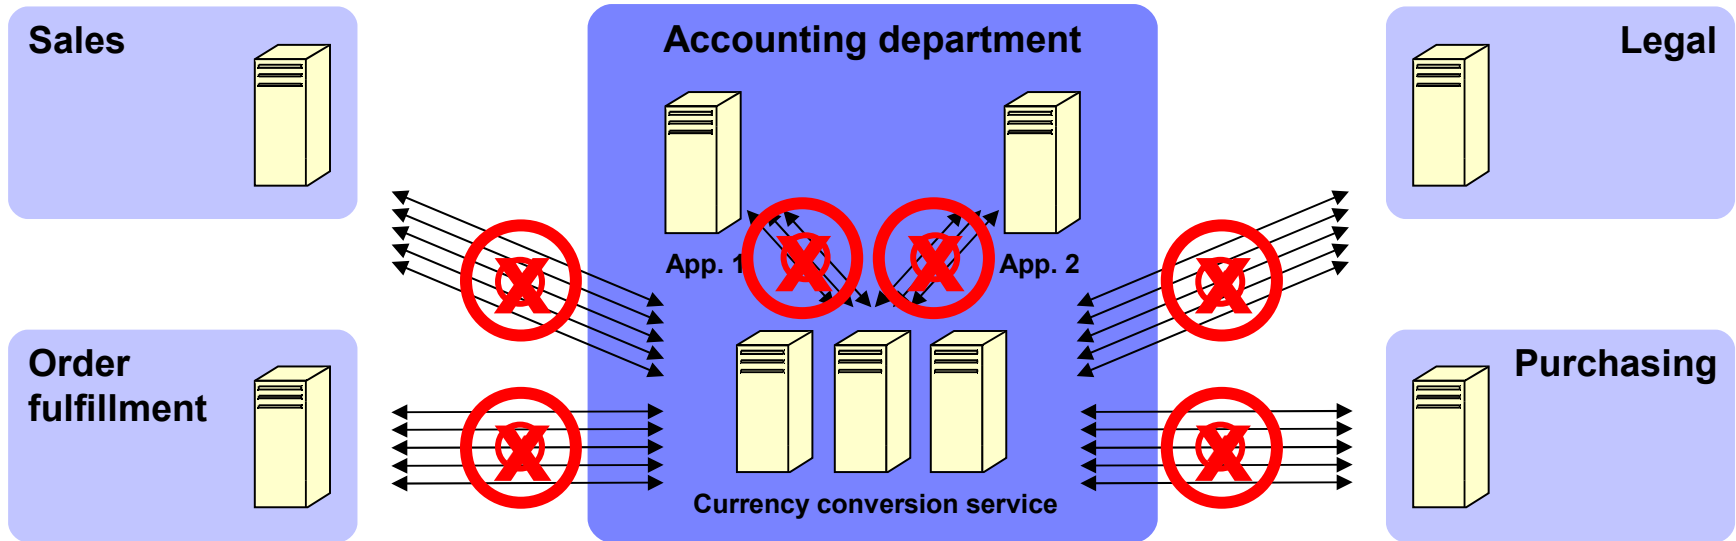 Sales
Accounting department
Legal
App. 1
App. 2
Order
fulfillment
Purchasing
Currency conversion service
X
X
X
X
X
X